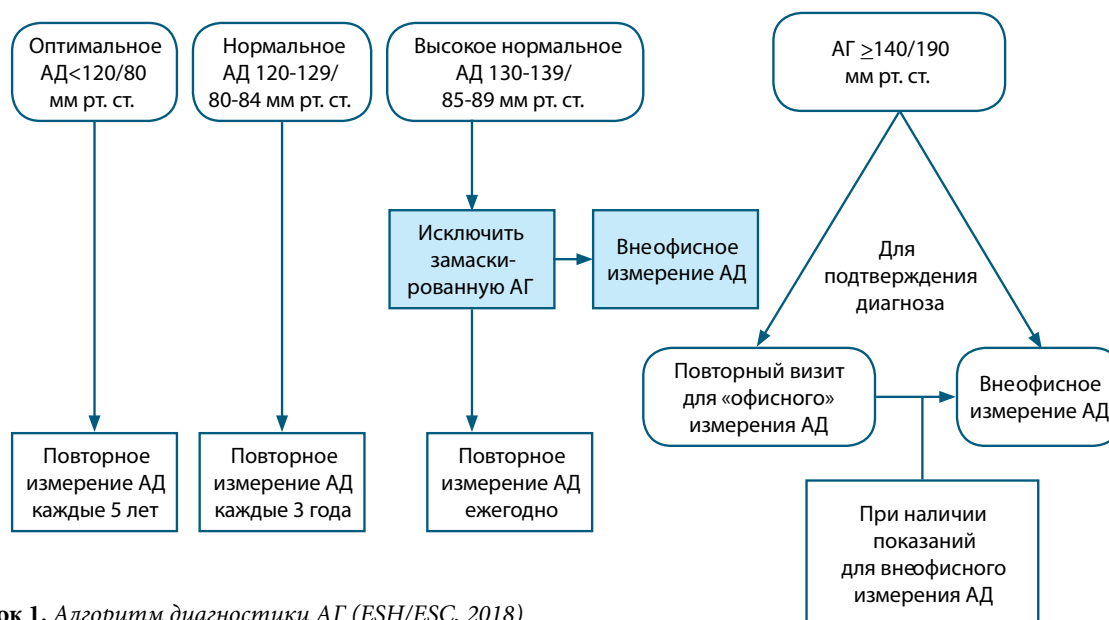 Оптимальное
АД<120/80
мм рт. ст.
Нормальное
АД 120-129/
80-84 мм рт. ст.
Высокое нормальное
АД 130-139/
85-89 мм рт. ст.
АГ ≥140/190
мм рт. ст.
Исключить
замаски-
рованную АГ
Внеофисное
измерение АД
Для
подтверждения
диагноза
Повторный визит
для «офисного»
измерения АД
Внеофисное
измерение АД
Повторное
измерение АД
каждые 5 лет
Повторное
измерение АД
каждые 3 года
Повторное
измерение АД
ежегодно
При наличии
показаний
для внеофисного
измерения АД
ок 1. Алгоритм диагностики АГ (ESH/ESC, 2018)